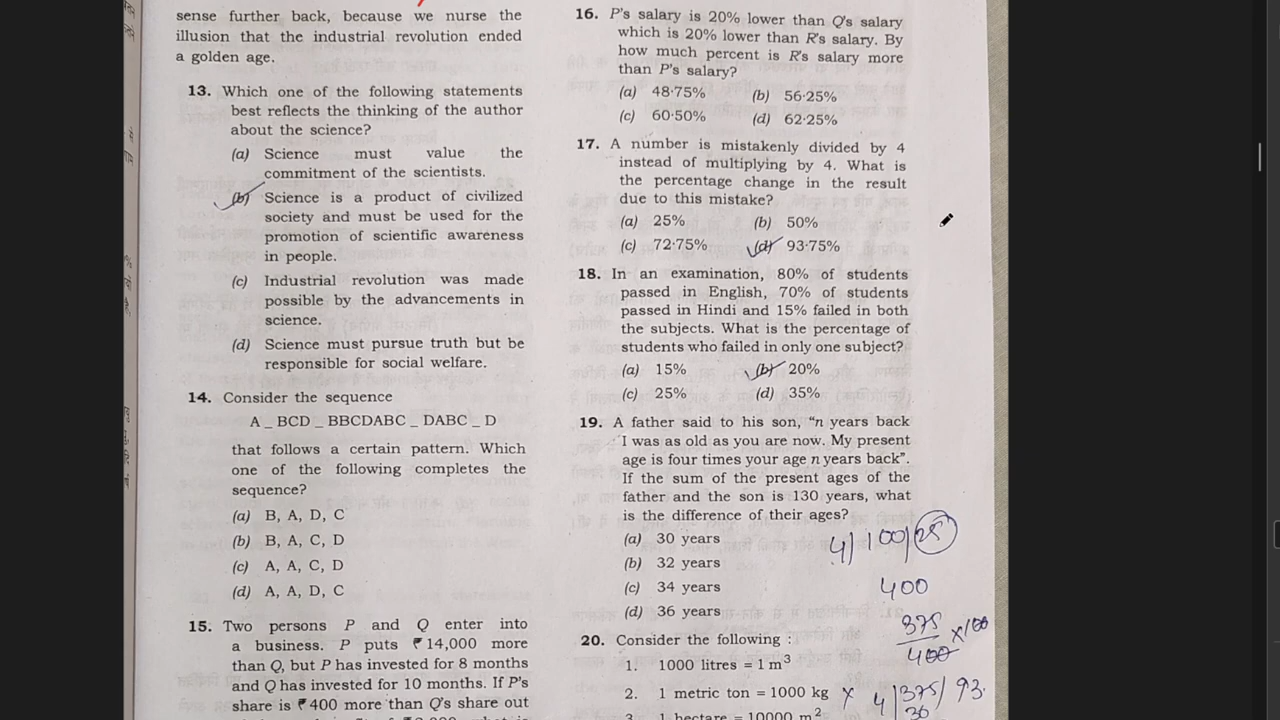 sense further back, because we nurse the
illusion that the industrial revolution ended
a golden age.
13. Which one of the following statements
best reflects the thinking of the author
about the science?
(a) Science must value the
commitment of the scientists.
(b) Science is a product of civilized
society and must be used for the
promotion of scientific awareness
in people.
(c) Industrial revolution was made
possible by the advancements in
science.
(d) Science must pursue truth but be
responsible for social welfare.
14. Consider the sequence
A _ BCD _ BBCDABC _ DABC _ D
that follows a certain pattern. Which
one of the following completes the
sequence?
(a) B, A, D, C
(b) B, A, C, D
(c) A, A, C, D
(d) A, A, D, C
15. Two persons P and Q enter into
a business. P puts ₹ 14,000 more
than Q, but P has invested for 8 months
and Q has invested for 10 months. If P's
share is ₹ 400 more than Q's share out
16. P's salary is 20% lower than Q's salary
which is 20% lower than R's salary. By
how much percent is R's salary more
than P's salary?
(a) 48·75% (b) 56·25%
(c) 60·50% (d) 62·25%
17. A number is mistakenly divided by 4
instead of multiplying by 4. What is
the percentage change in the result
due to this mistake?
(a) 25% (b) 50%
(c) 72·75% (d) 93·75%
18. In an examination, 80% of students
passed in English, 70% of students
passed in Hindi and 15% failed in both
the subjects. What is the percentage of
students who failed in only one subject?
(a) 15% (b) 20%
(c) 25% (d) 35%
19. A father said to his son, “n years back
I was as old as you are now. My present
age is four times your age n years back”.
If the sum of the present ages of the
father and the son is 130 years, what
is the difference of their ages?
(a) 30 years
(b) 32 years
(c) 34 years
(d) 36 years
4)100(25
400
375
400 ×100
20. Consider the following :
1. 1000 litres = 1 m³
2. 1 metric ton = 1000 kg ×
4)375(93.
36
3. 1 hectare = 10000 m²